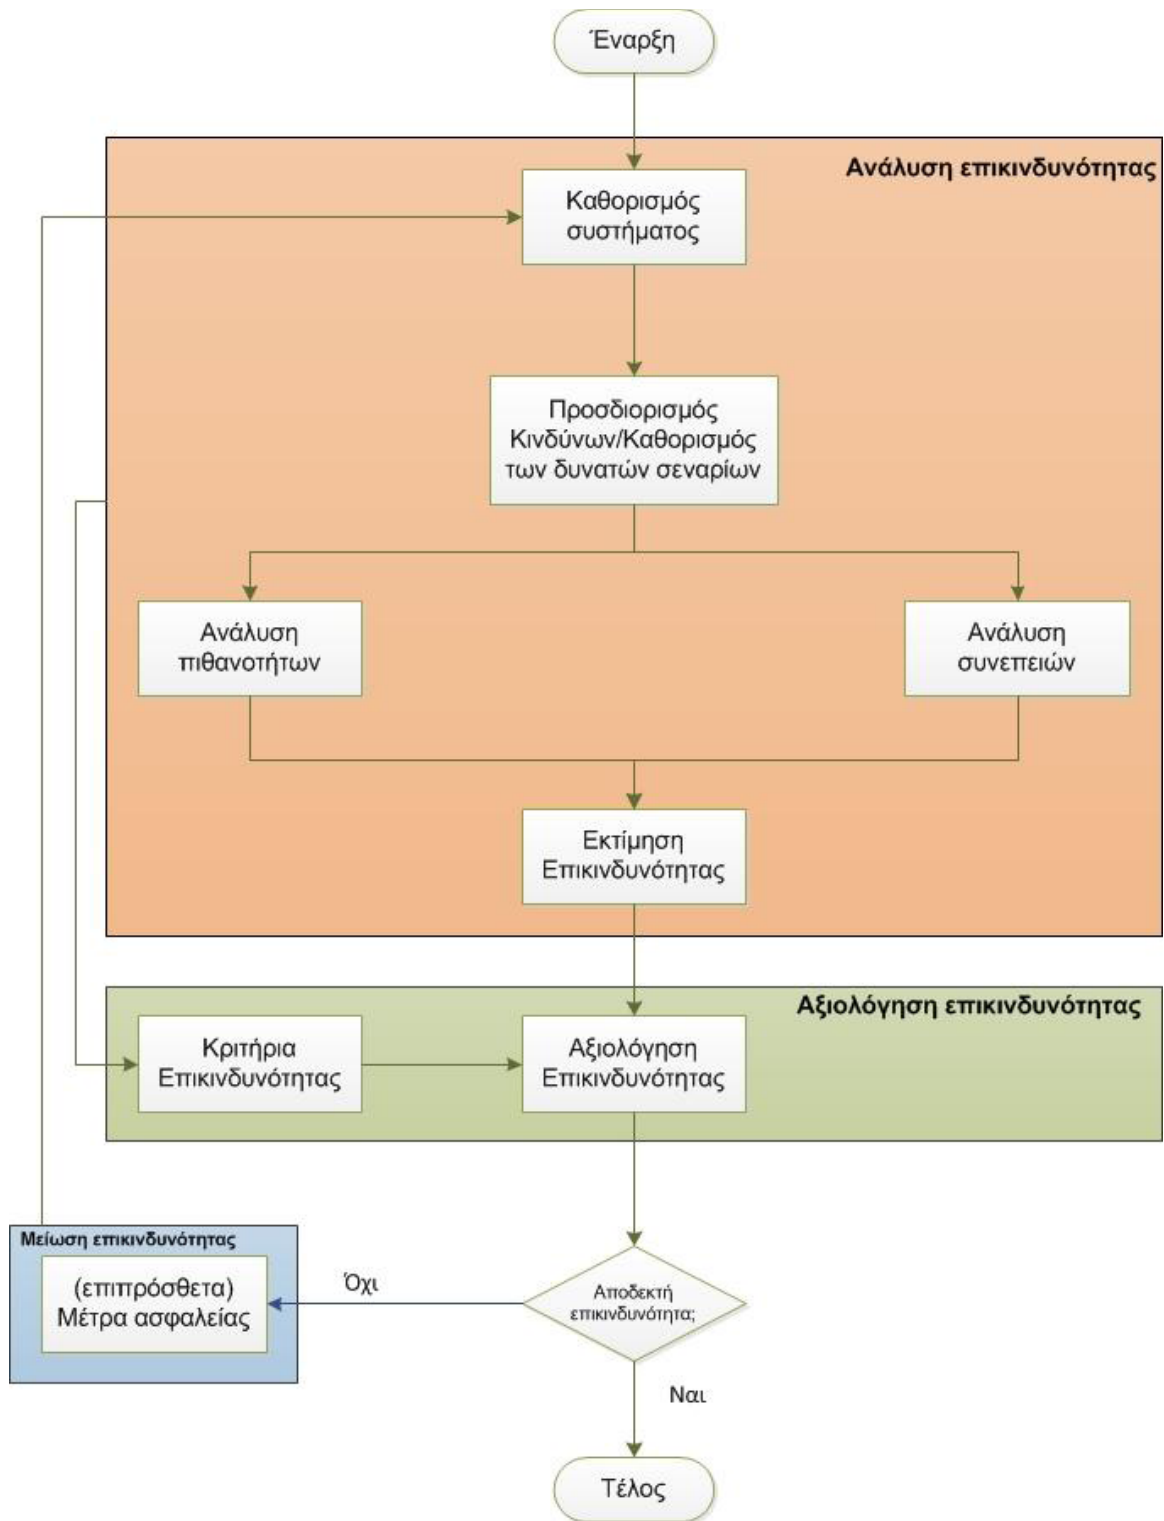 Έναρξη
Ανάλυση επικινδυνότητας
Καθορισμός
συστήματος
Προσδιορισμός
Κινδύνων/Καθορισμός
των δυνατών σεναρίων
Ανάλυση
πιθανοτήτων
Ανάλυση
συνεπειών
Εκτίμηση
Επικινδυνότητας
Αξιολόγηση επικινδυνότητας
Κριτήρια
Επικινδυνότητας
Αξιολόγηση
Επικινδυνότητας
Μείωση επικινδυνότητας
(επιπρόσθετα)
Μέτρα ασφαλείας
Όχι
Αποδεκτή
επικινδυνότητα;
Ναι
Τέλος